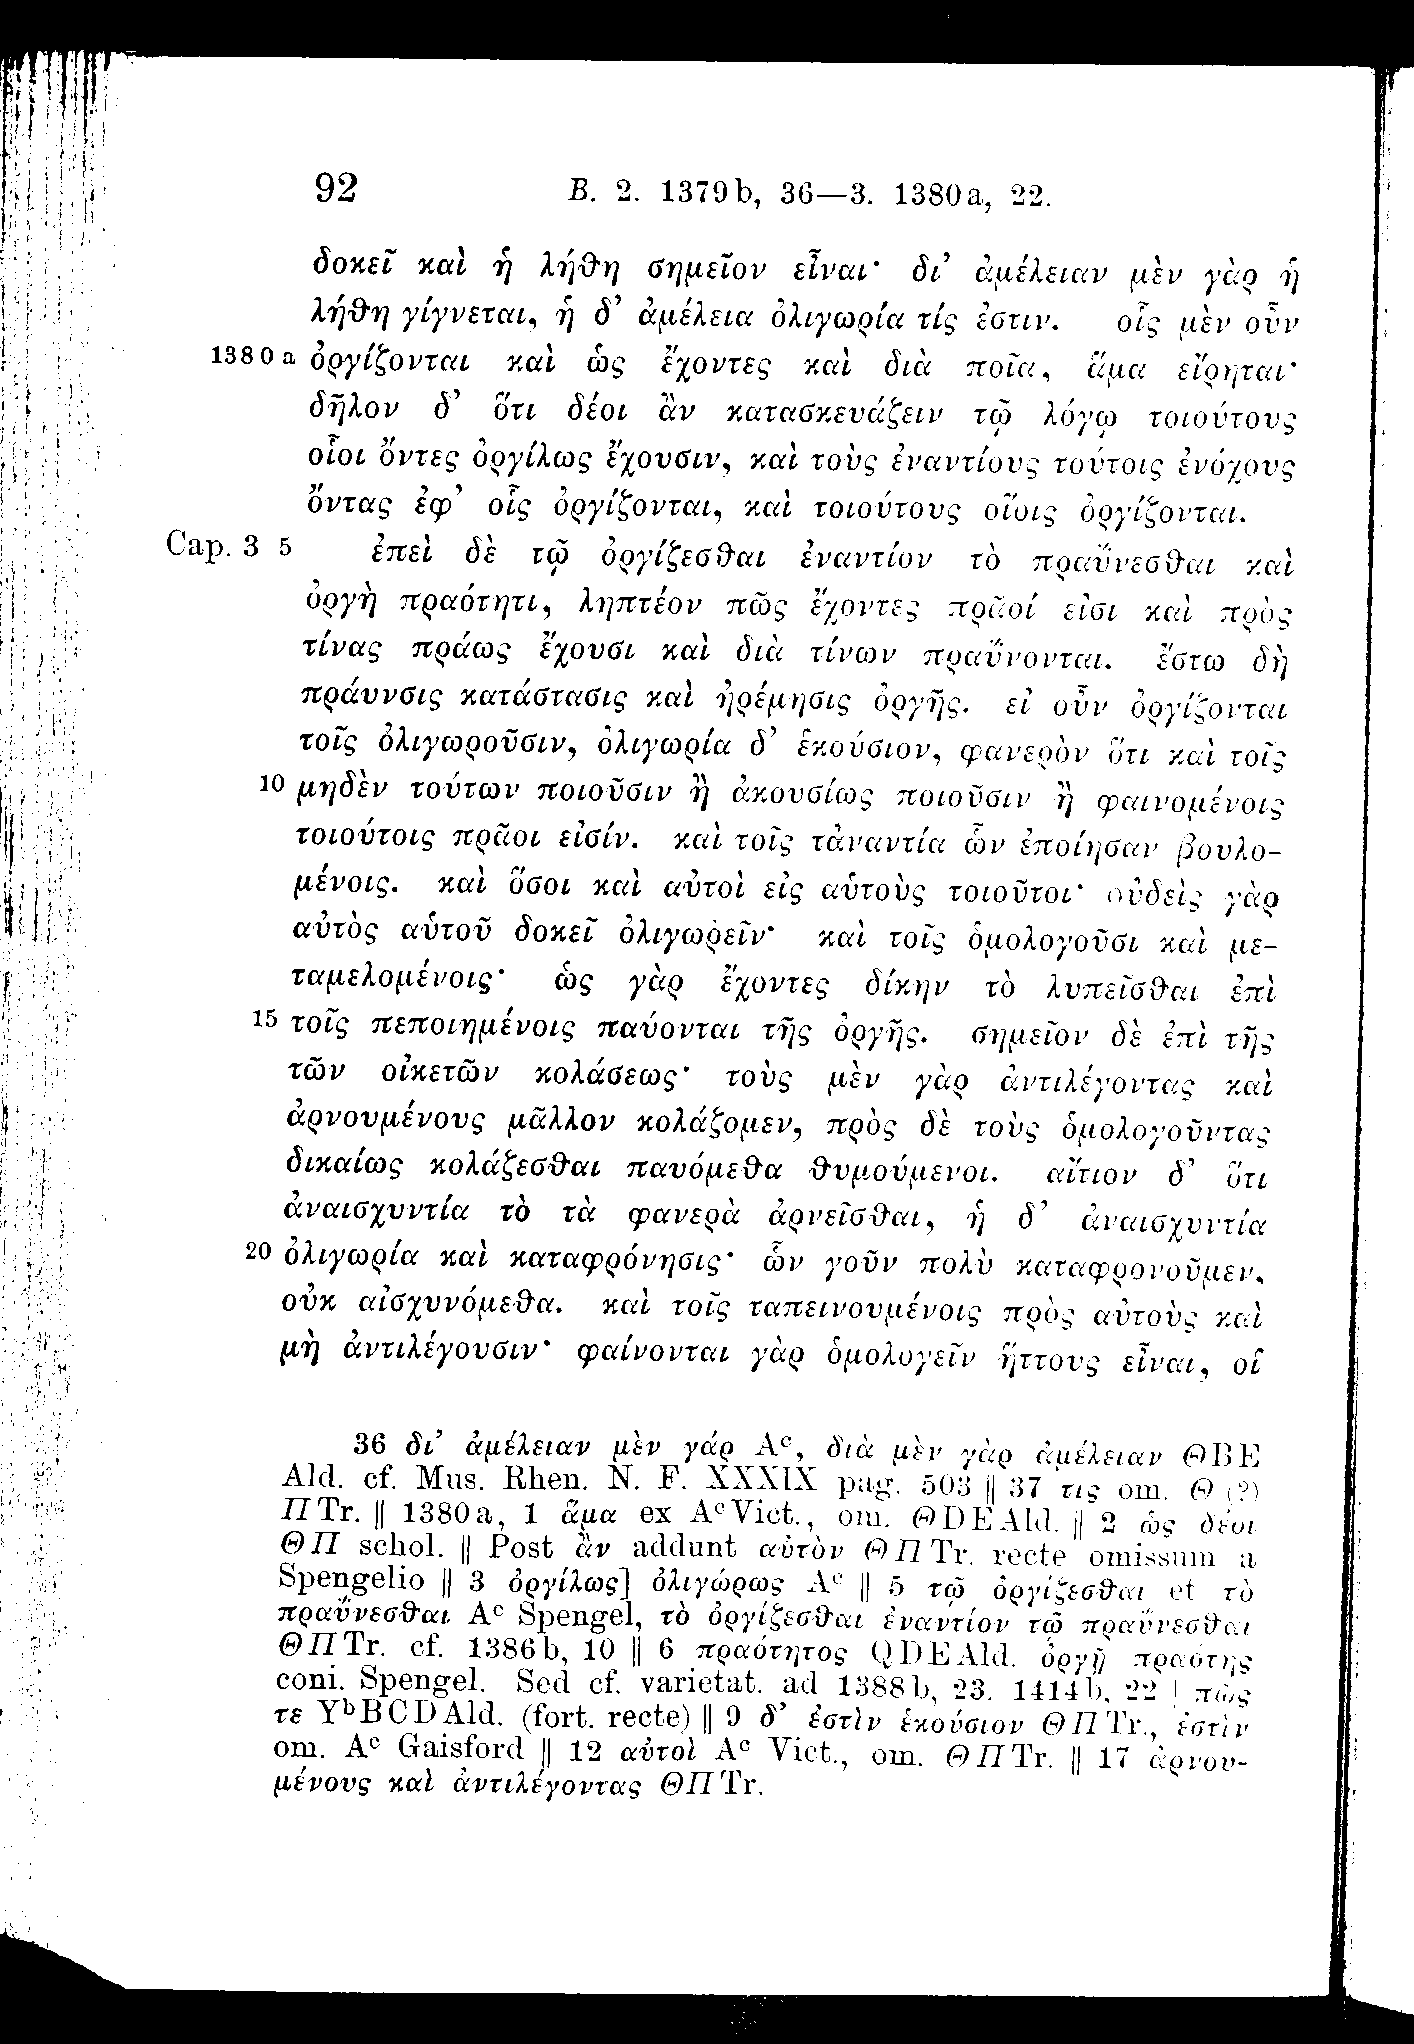 92 B. 2. 1379b, 36—3. 1380a, 22.
δοκεῖ καὶ ἡ λήθη σημεῖον εἶναι· δι’ ἀμέλειαν μὲν γὰρ ἡ
λήθη γίγνεται, ἡ δ’ ἀμέλεια ὀλιγωρία τίς ἐστιν. οἷς μὲν οὖν
1380a ὀργίζονται καὶ ὡς ἔχοντες καὶ διὰ ποῖα, ἅμα εἴρηται·
δῆλον δ’ ὅτι δέοι ἂν κατασκευάζειν τῷ λόγῳ τοιούτους
οἷοι ὄντες ὀργίλως ἔχουσιν, καὶ τοὺς ἐναντίους τούτοις ἐνόχους
ὄντας ἐφ’ οἷς ὀργίζονται, καὶ τοιούτους οἵοις ὀργίζονται.
Cap. 3 5 ἐπεὶ δὲ τῷ ὀργίζεσθαι ἐναντίον τὸ πραΰνεσθαι καὶ
ὀργὴ πραότητι, ληπτέον πῶς ἔχοντες πρᾶοί εἰσι καὶ πρὸς
τίνας πράως ἔχουσι καὶ διὰ τίνων πραΰνονται. ἔστω δὴ
πράυνσις κατάστασις καὶ ἠρέμησις ὀργῆς. εἰ οὖν ὀργίζονται
τοῖς ὀλιγωροῦσιν, ὀλιγωρία δ’ ἑκούσιον, φανερὸν ὅτι καὶ τοῖς
10 μηδὲν τούτων ποιοῦσιν ἢ ἀκουσίως ποιοῦσιν ἢ φαινομένοις
τοιούτοις πρᾶοι εἰσίν. καὶ τοῖς τἀναντία ὧν ἐποίησαν βουλο-
μένοις. καὶ ὅσοι καὶ αὐτοὶ εἰς αὑτοὺς τοιοῦτοι· οὐδεὶς γὰρ
αὐτὸς αὑτοῦ δοκεῖ ὀλιγωρεῖν· καὶ τοῖς ὁμολογοῦσι καὶ με-
ταμελομένοις· ὡς γὰρ ἔχοντες δίκην τὸ λυπεῖσθαι ἐπὶ
15 τοῖς πεποιημένοις παύονται τῆς ὀργῆς. σημεῖον δὲ ἐπὶ τῆς
τῶν οἰκετῶν κολάσεως· τοὺς μὲν γὰρ ἀντιλέγοντας καὶ
ἀρνουμένους μᾶλλον κολάζομεν, πρὸς δὲ τοὺς ὁμολογοῦντας
δικαίως κολάζεσθαι παυόμεθα θυμούμενοι. αἴτιον δ’ ὅτι
ἀναισχυντία τὸ τὰ φανερὰ ἀρνεῖσθαι, ἡ δ’ ἀναισχυντία
20 ὀλιγωρία καὶ καταφρόνησις· ὧν γοῦν πολὺ καταφρονοῦμεν,
οὐκ αἰσχυνόμεθα. καὶ τοῖς ταπεινουμένοις πρὸς αὐτοὺς καὶ
μὴ ἀντιλέγουσιν· φαίνονται γὰρ ὁμολογεῖν ἥττους εἶναι, οἱ
36 δι’ ἀμέλειαν μὲν γάρ Aᶜ, διὰ μὲν γὰρ ἀμέλειαν ΘBE
Ald. cf. Mus. Rhen. N. F. XXXIX pag. 503 || 37 τις om. Θ (?)
ΠTr. || 1380a, 1 ἅμα ex AᶜVict., om. ΘDEAld. || 2 ὡς δέοι
ΘΠ schol. || Post ἂν addunt αὐτὸν ΘΠTr. recte omissum a
Spengelio || 3 ὀργίλως] ὀλιγώρως Aᶜ || 5 τῷ ὀργίζεσθαι et τὸ
πραΰνεσθαι Aᶜ Spengel, τὸ ὀργίζεσθαι ἐναντίον τῷ πραΰνεσθαι
ΘΠTr. cf. 1386b, 10 || 6 πραότητος QDEAld. ὀργῇ πραότης
coni. Spengel. Sed cf. varietat. ad 1388b, 23. 1414b, 22 | πῶς
τε YᵇBCDAld. (fort. recte) || 9 δ’ ἐστὶν ἑκούσιον ΘΠTr., ἐστὶν
om. Aᶜ Gaisford || 12 αὐτοὶ Aᶜ Vict., om. ΘΠTr. || 17 ἀρνου-
μένους καὶ ἀντιλέγοντας ΘΠTr.